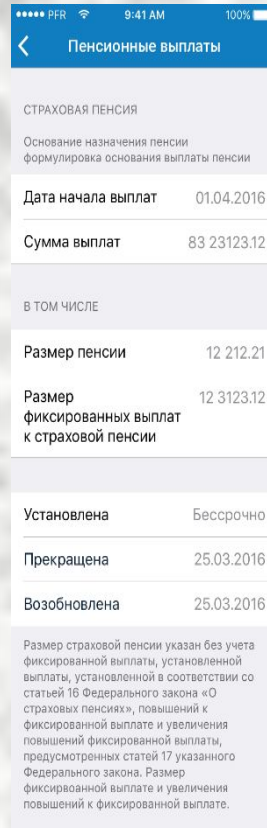 PFR 9:41 AM 100%
Пенсионные выплаты
СТРАХОВАЯ ПЕНСИЯ
Основание назначения пенсии
формулировка основания выплаты пенсии
Дата начала выплат 01.04.2016
Сумма выплат 83 23123.12
В ТОМ ЧИСЛЕ
Размер пенсии 12 212.21
Размер 12 3123.12
фиксированных выплат
к страховой пенсии
Установлена Бессрочно
Прекращена 25.03.2016
Возобновлена 25.03.2016
Размер страховой пенсии указан без учета
фиксированной выплаты, установленной
выплаты, установленной в соответствии со
статьей 16 Федерального закона «О
страховых пенсиях», повышений к
фиксированной выплате и увеличения
повышений фиксированной выплаты,
предусмотренных статей 17 указанного
Федерального закона. Размер
фиксирвоанной выплате и увеличения
повышений к фиксированной выплате.